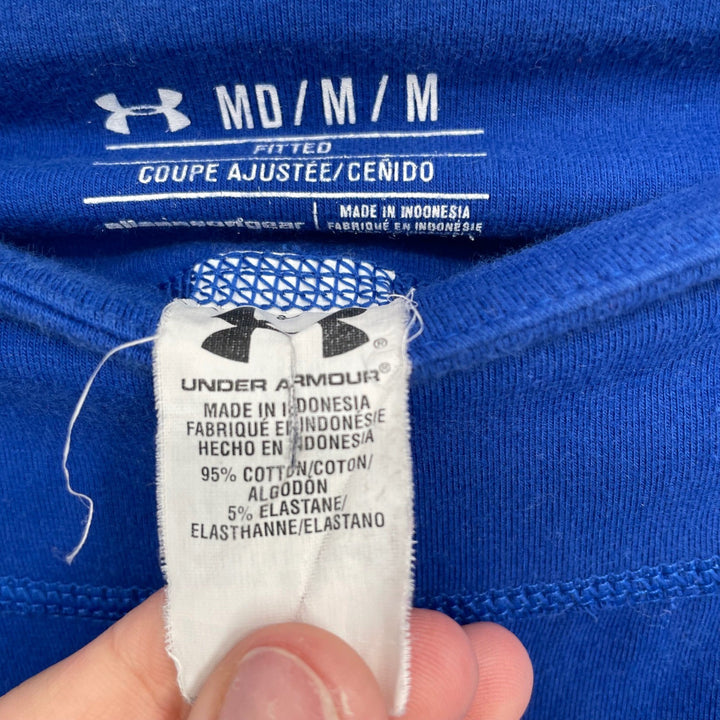 MD/M/M
FITTED
COUPE AJUSTÉE/CEÑIDO
allseasongear
MADE IN INDONESIA
FABRIQUÉ EN INDONÉSIE
®
UNDER ARMOUR®
MADE IN INDONESIA
FABRIQUÉ EN INDONÉSIE
HECHO EN INDONESIA
95% COTTON/COTON/
ALGODÓN
5% ELASTANE/
ELASTHANNE/ELASTANO